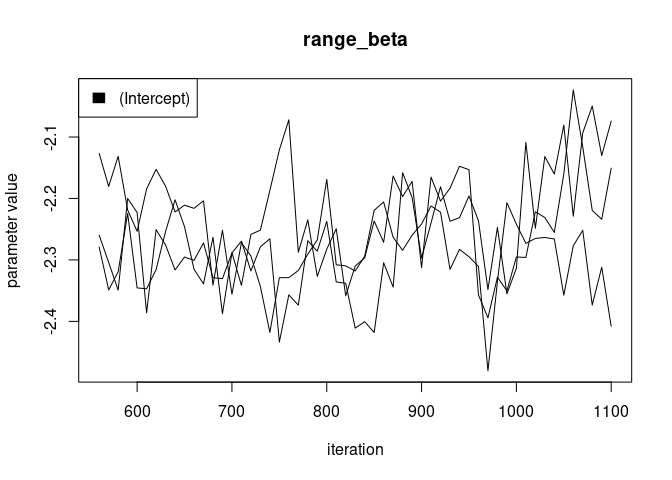 range_beta
(Intercept)
parameter value
-2.1
-2.2
-2.3
-2.4
600 700 800 900 1000 1100
iteration